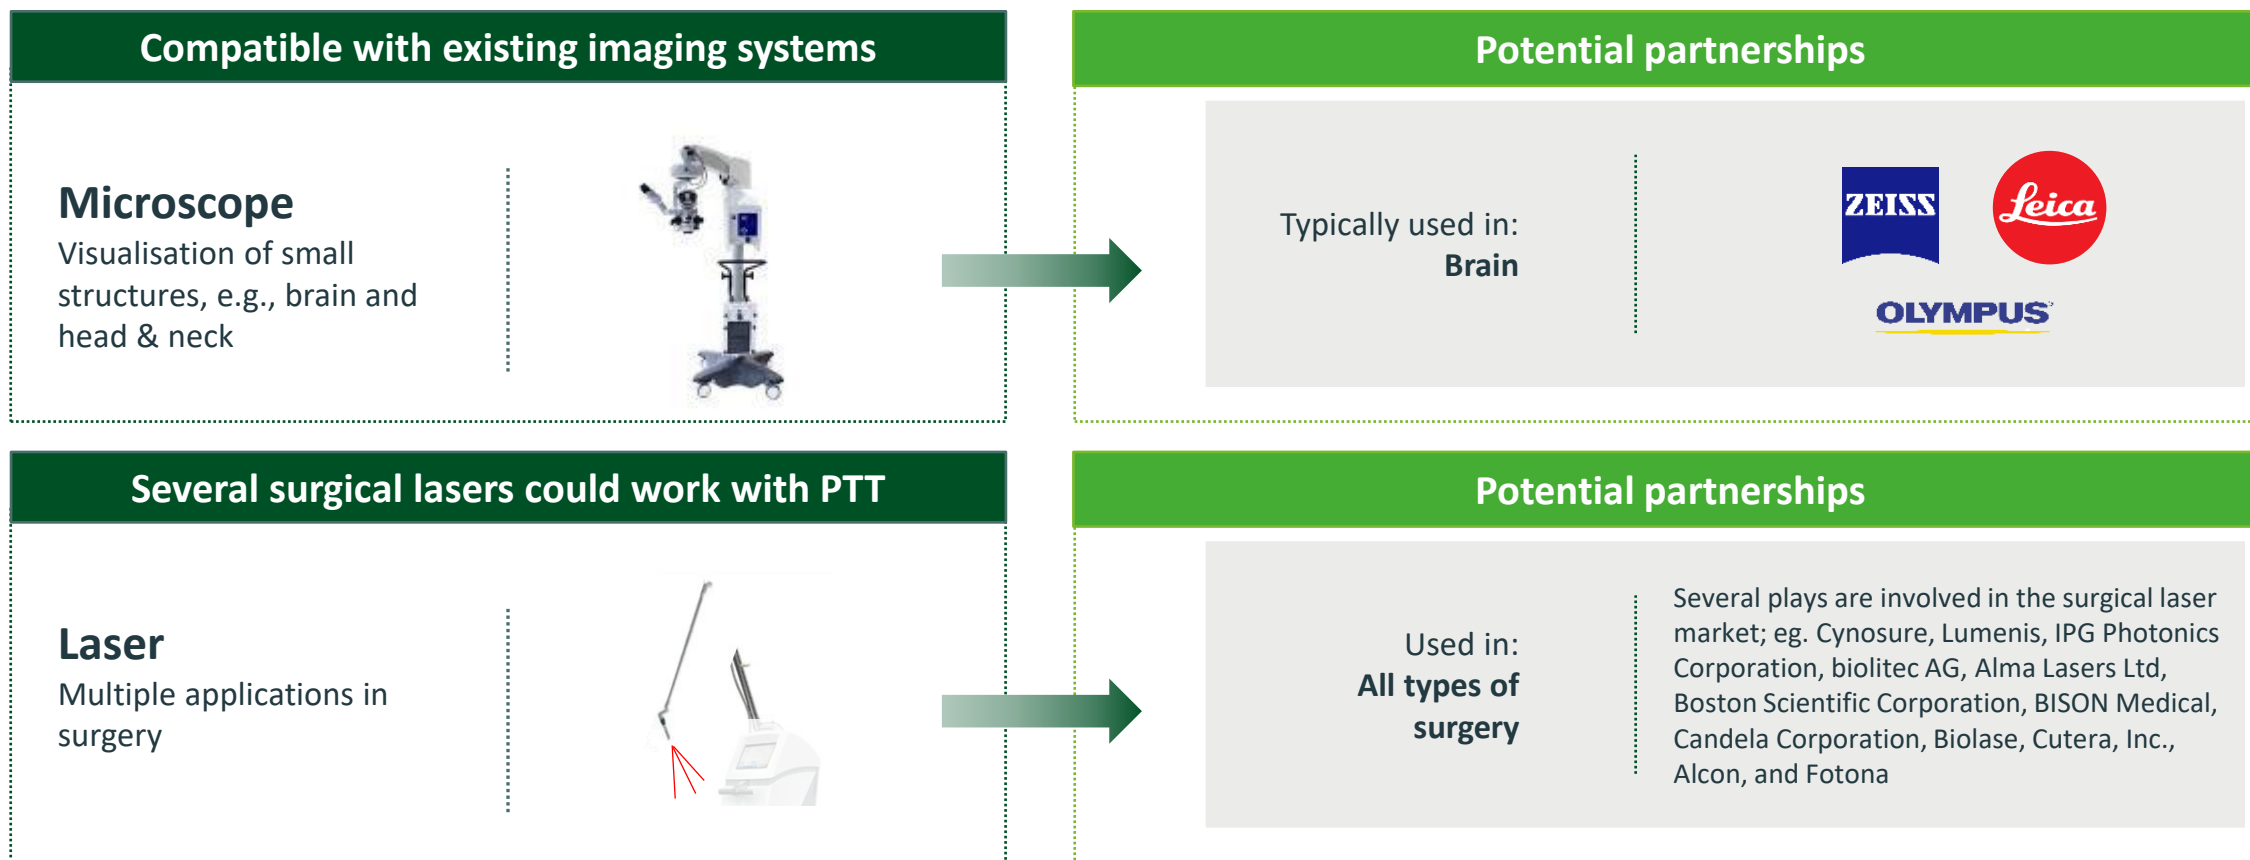 Compatible with existing imaging systems
Potential partnerships
Microscope
Visualisation of small
structures, e.g., brain and
head & neck
Typically used in:
Brain
ZEISS
Leica
OLYMPUS
Several surgical lasers could work with PTT
Potential partnerships
Laser
Multiple applications in
surgery
Used in:
All types of
surgery
Several plays are involved in the surgical laser
market; eg. Cynosure, Lumenis, IPG Photonics
Corporation, biolitec AG, Alma Lasers Ltd,
Boston Scientific Corporation, BISON Medical,
Candela Corporation, Biolase, Cutera, Inc.,
Alcon, and Fotona